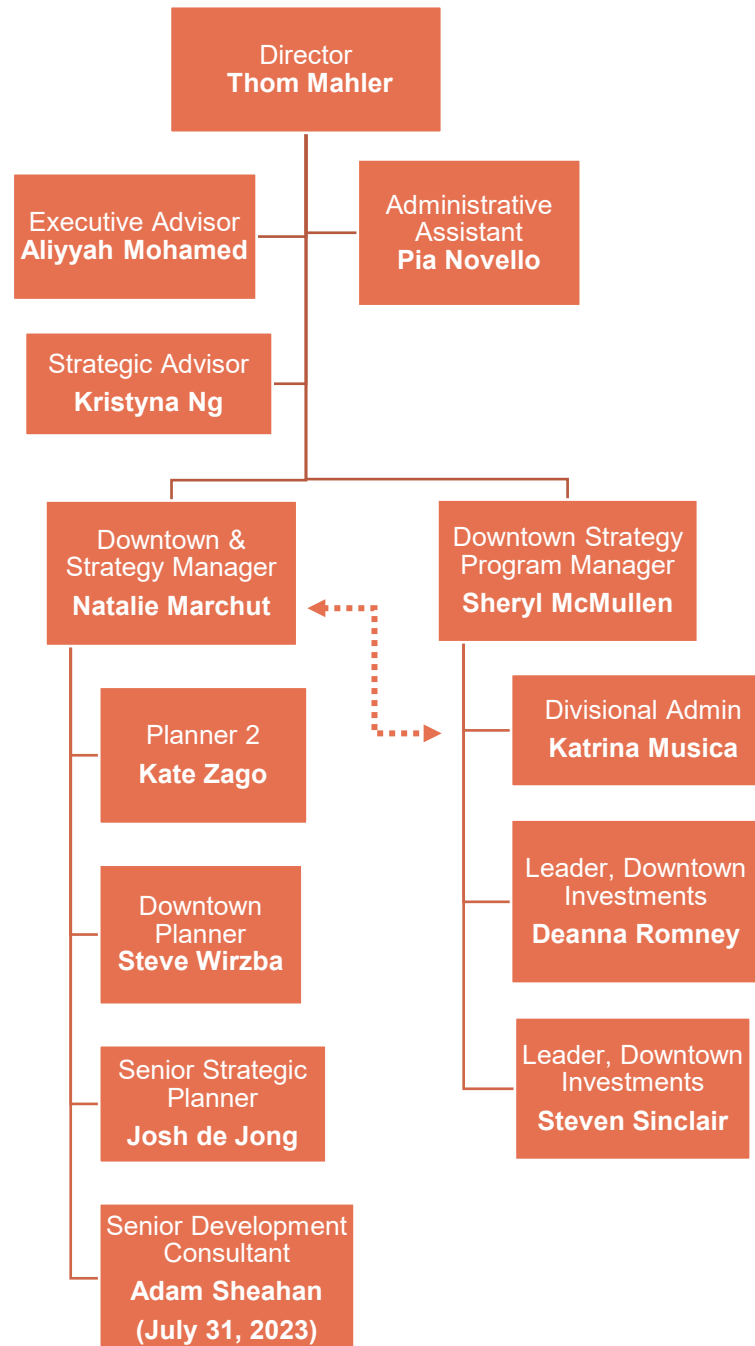 Director
Thom Mahler
Executive Advisor
Aliyyah Mohamed
Administrative
Assistant
Pia Novello
Strategic Advisor
Kristyna Ng
Downtown &
Strategy Manager
Natalie Marchut
Downtown Strategy
Program Manager
Sheryl McMullen
Planner 2
Kate Zago
Downtown
Planner
Steve Wirzba
Senior Strategic
Planner
Josh de Jong
Senior Development
Consultant
Adam Sheahan
(July 31, 2023)
Divisional Admin
Katrina Musica
Leader, Downtown
Investments
Deanna Romney
Leader, Downtown
Investments
Steven Sinclair